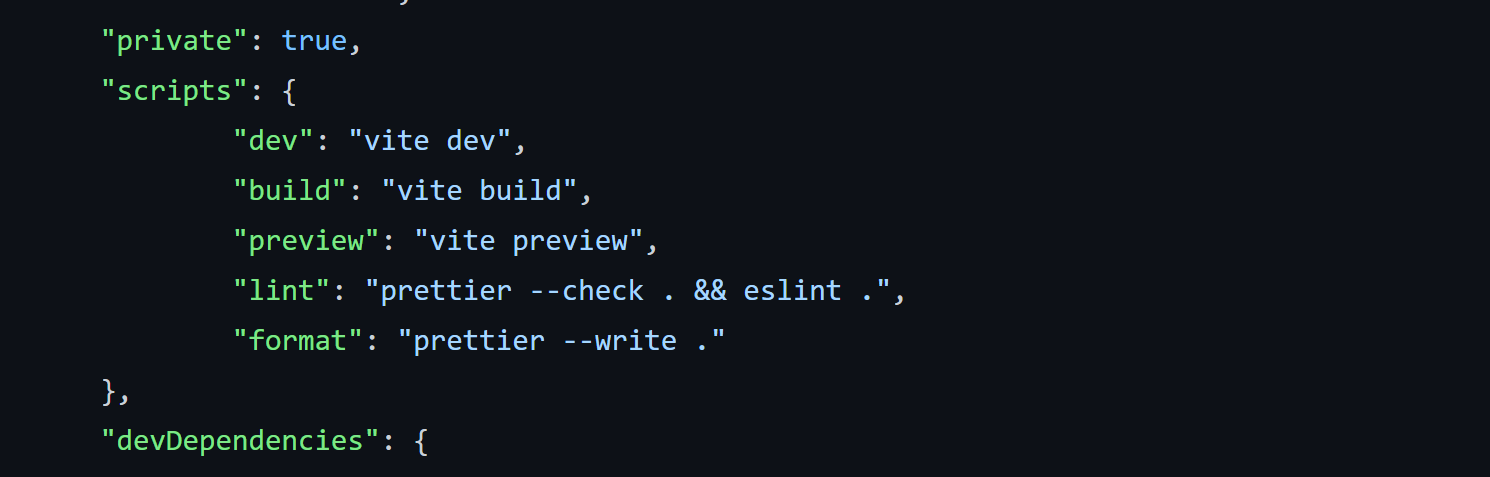 "private": true,
"scripts": {
"dev": "vite dev",
"build": "vite build",
"preview": "vite preview",
"lint": "prettier --check . && eslint .",
"format": "prettier --write ."
},
"devDependencies": {